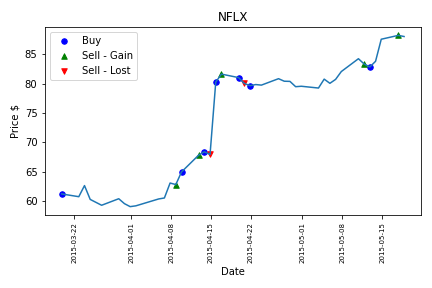 NFLX
Buy
Sell - Gain
Sell - Lost
Price $
85
80
75
70
65
60
2015-03-22
2015-04-01
2015-04-08
2015-04-15
2015-04-22
2015-05-01
2015-05-08
2015-05-15
Date